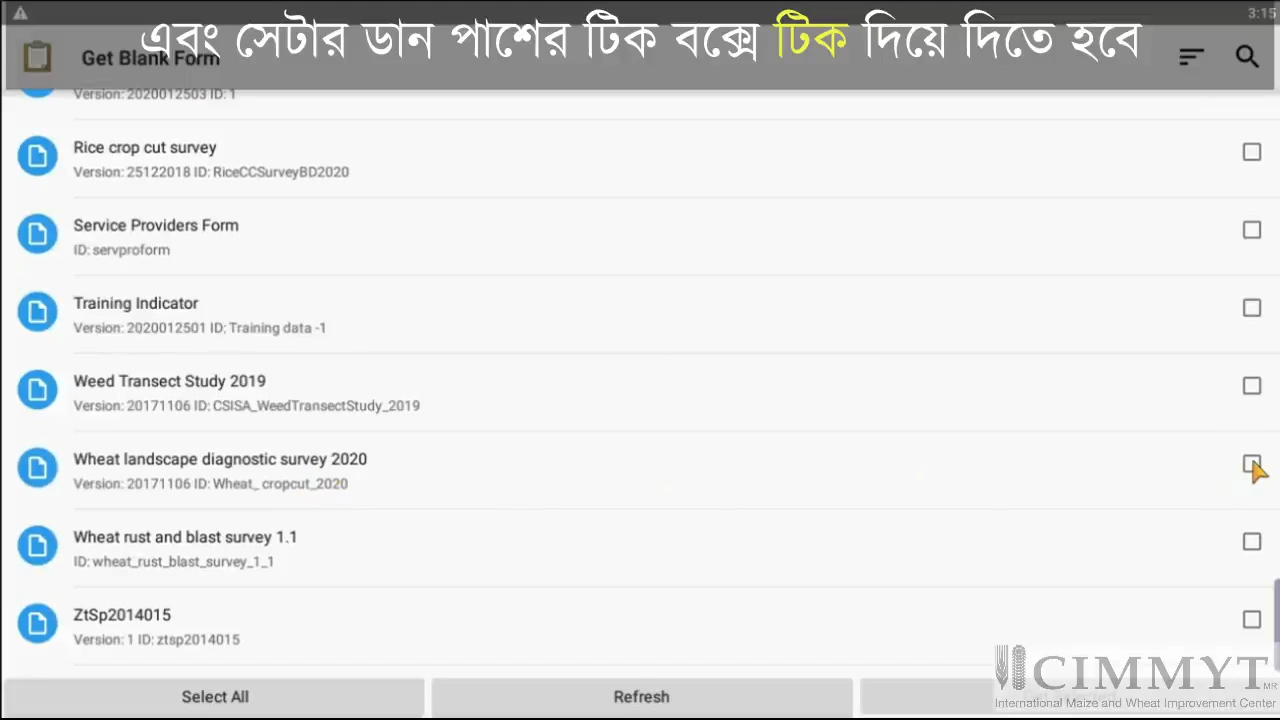 3:15
এবং সেটার ডান পাশের টিক বক্সে টিক দিয়ে দিতে হবে
Get Blank Form
Version: 2020012503 ID: 1
Rice crop cut survey
Version: 25122018 ID: RiceCCSurveyBD2020
Service Providers Form
ID: servproform
Training Indicator
Version: 2020012501 ID: Training data -1
Weed Transect Study 2019
Version: 20171106 ID: CSISA_WeedTransectStudy_2019
Wheat landscape diagnostic survey 2020
Version: 20171106 ID: Wheat_ cropcut_2020
Wheat rust and blast survey 1.1
ID: wheat_rust_blast_survey_1_1
ZtSp2014015
Version: 1 ID: ztsp2014015
Select All
Refresh
CIMMYT MR
International Maize and Wheat Improvement Center